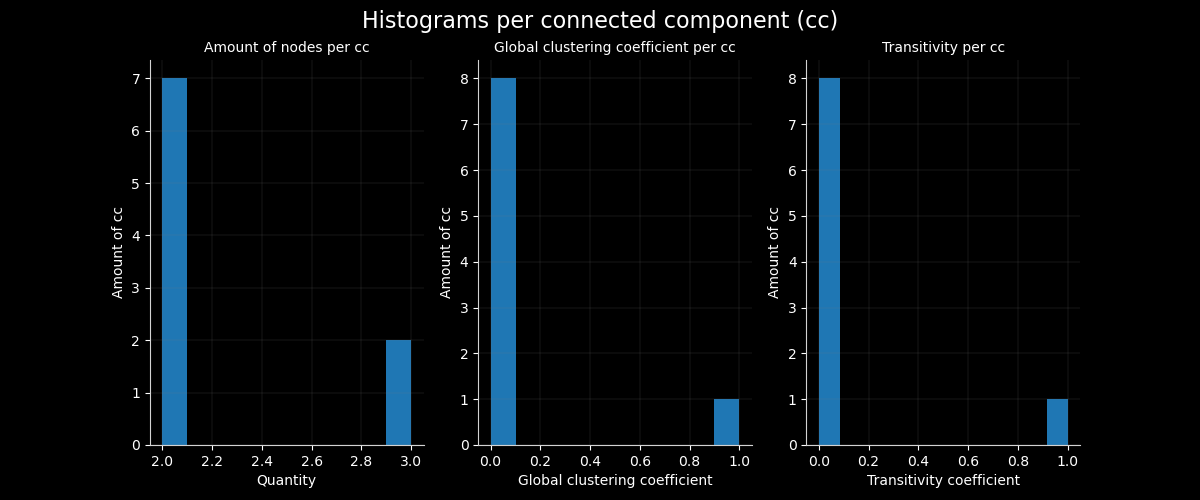 Histograms per connected component (cc)
Amount of nodes per cc
7
6
5
4
3
2
1
0
Amount of cc
2.0 2.2 2.4 2.6 2.8 3.0
Quantity
Global clustering coefficient per cc
8
7
6
5
4
3
2
1
0
Amount of cc
0.0 0.2 0.4 0.6 0.8 1.0
Global clustering coefficient
Transitivity per cc
8
7
6
5
4
3
2
1
0
Amount of cc
0.0 0.2 0.4 0.6 0.8 1.0
Transitivity coefficient